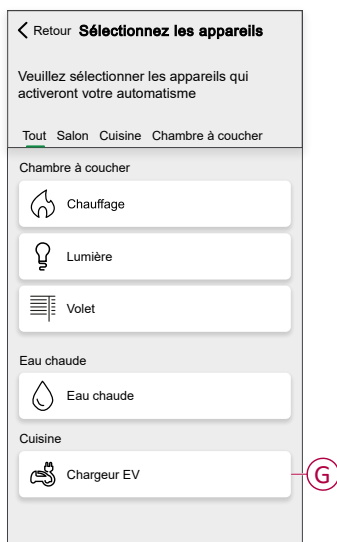 Retour Sélectionnez les appareils
Veuillez sélectionner les appareils qui
activeront votre automatisme
Tout Salon Cuisine Chambre à coucher
Chambre à coucher
Chauffage
Lumière
Volet
Eau chaude
Eau chaude
Cuisine
Chargeur EV
G